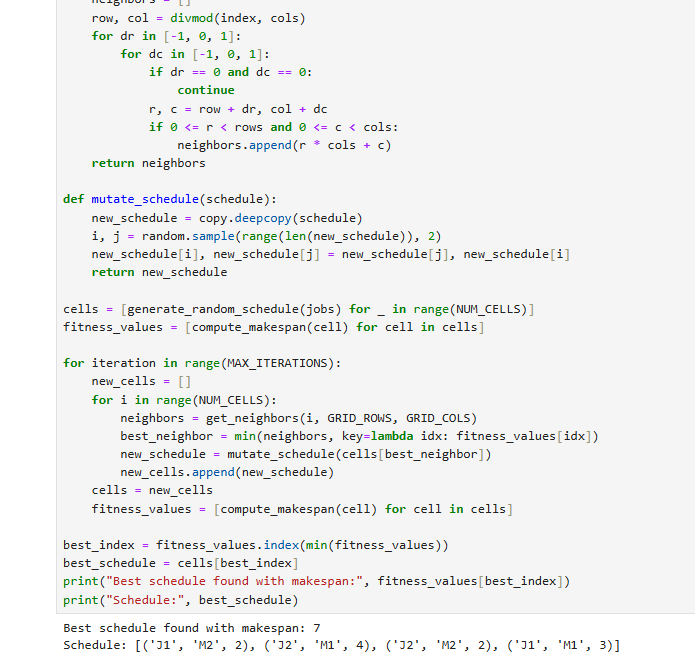 neighbors = []
    row, col = divmod(index, cols)
    for dr in [-1, 0, 1]:
        for dc in [-1, 0, 1]:
            if dr == 0 and dc == 0:
                continue
            r, c = row + dr, col + dc
            if 0 <= r < rows and 0 <= c < cols:
                neighbors.append(r * cols + c)
    return neighbors

def mutate_schedule(schedule):
    new_schedule = copy.deepcopy(schedule)
    i, j = random.sample(range(len(new_schedule)), 2)
    new_schedule[i], new_schedule[j] = new_schedule[j], new_schedule[i]
    return new_schedule

cells = [generate_random_schedule(jobs) for _ in range(NUM_CELLS)]
fitness_values = [compute_makespan(cell) for cell in cells]

for iteration in range(MAX_ITERATIONS):
    new_cells = []
    for i in range(NUM_CELLS):
        neighbors = get_neighbors(i, GRID_ROWS, GRID_COLS)
        best_neighbor = min(neighbors, key=lambda idx: fitness_values[idx])
        new_schedule = mutate_schedule(cells[best_neighbor])
        new_cells.append(new_schedule)
    cells = new_cells
    fitness_values = [compute_makespan(cell) for cell in cells]

best_index = fitness_values.index(min(fitness_values))
best_schedule = cells[best_index]
print("Best schedule found with makespan:", fitness_values[best_index])
print("Schedule:", best_schedule)
Best schedule found with makespan: 7
Schedule: [('J1', 'M2', 2), ('J2', 'M1', 4), ('J2', 'M2', 2), ('J1', 'M1', 3)]